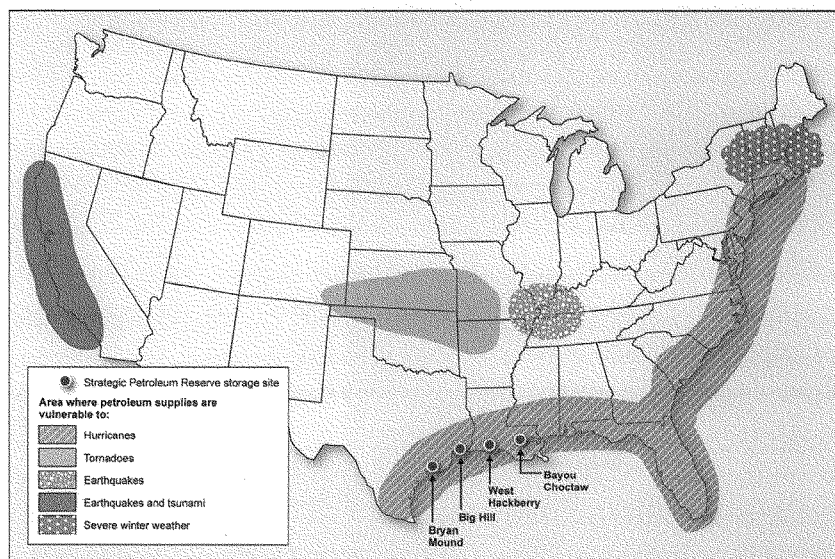 Strategic Petroleum Reserve storage site
Area where petroleum supplies are
vulnerable to:
Hurricanes
Tornadoes
Earthquakes
Earthquakes and tsunami
Severe winter weather
Bryan
Mound
Big Hill
West
Hackberry
Bayou
Choctaw